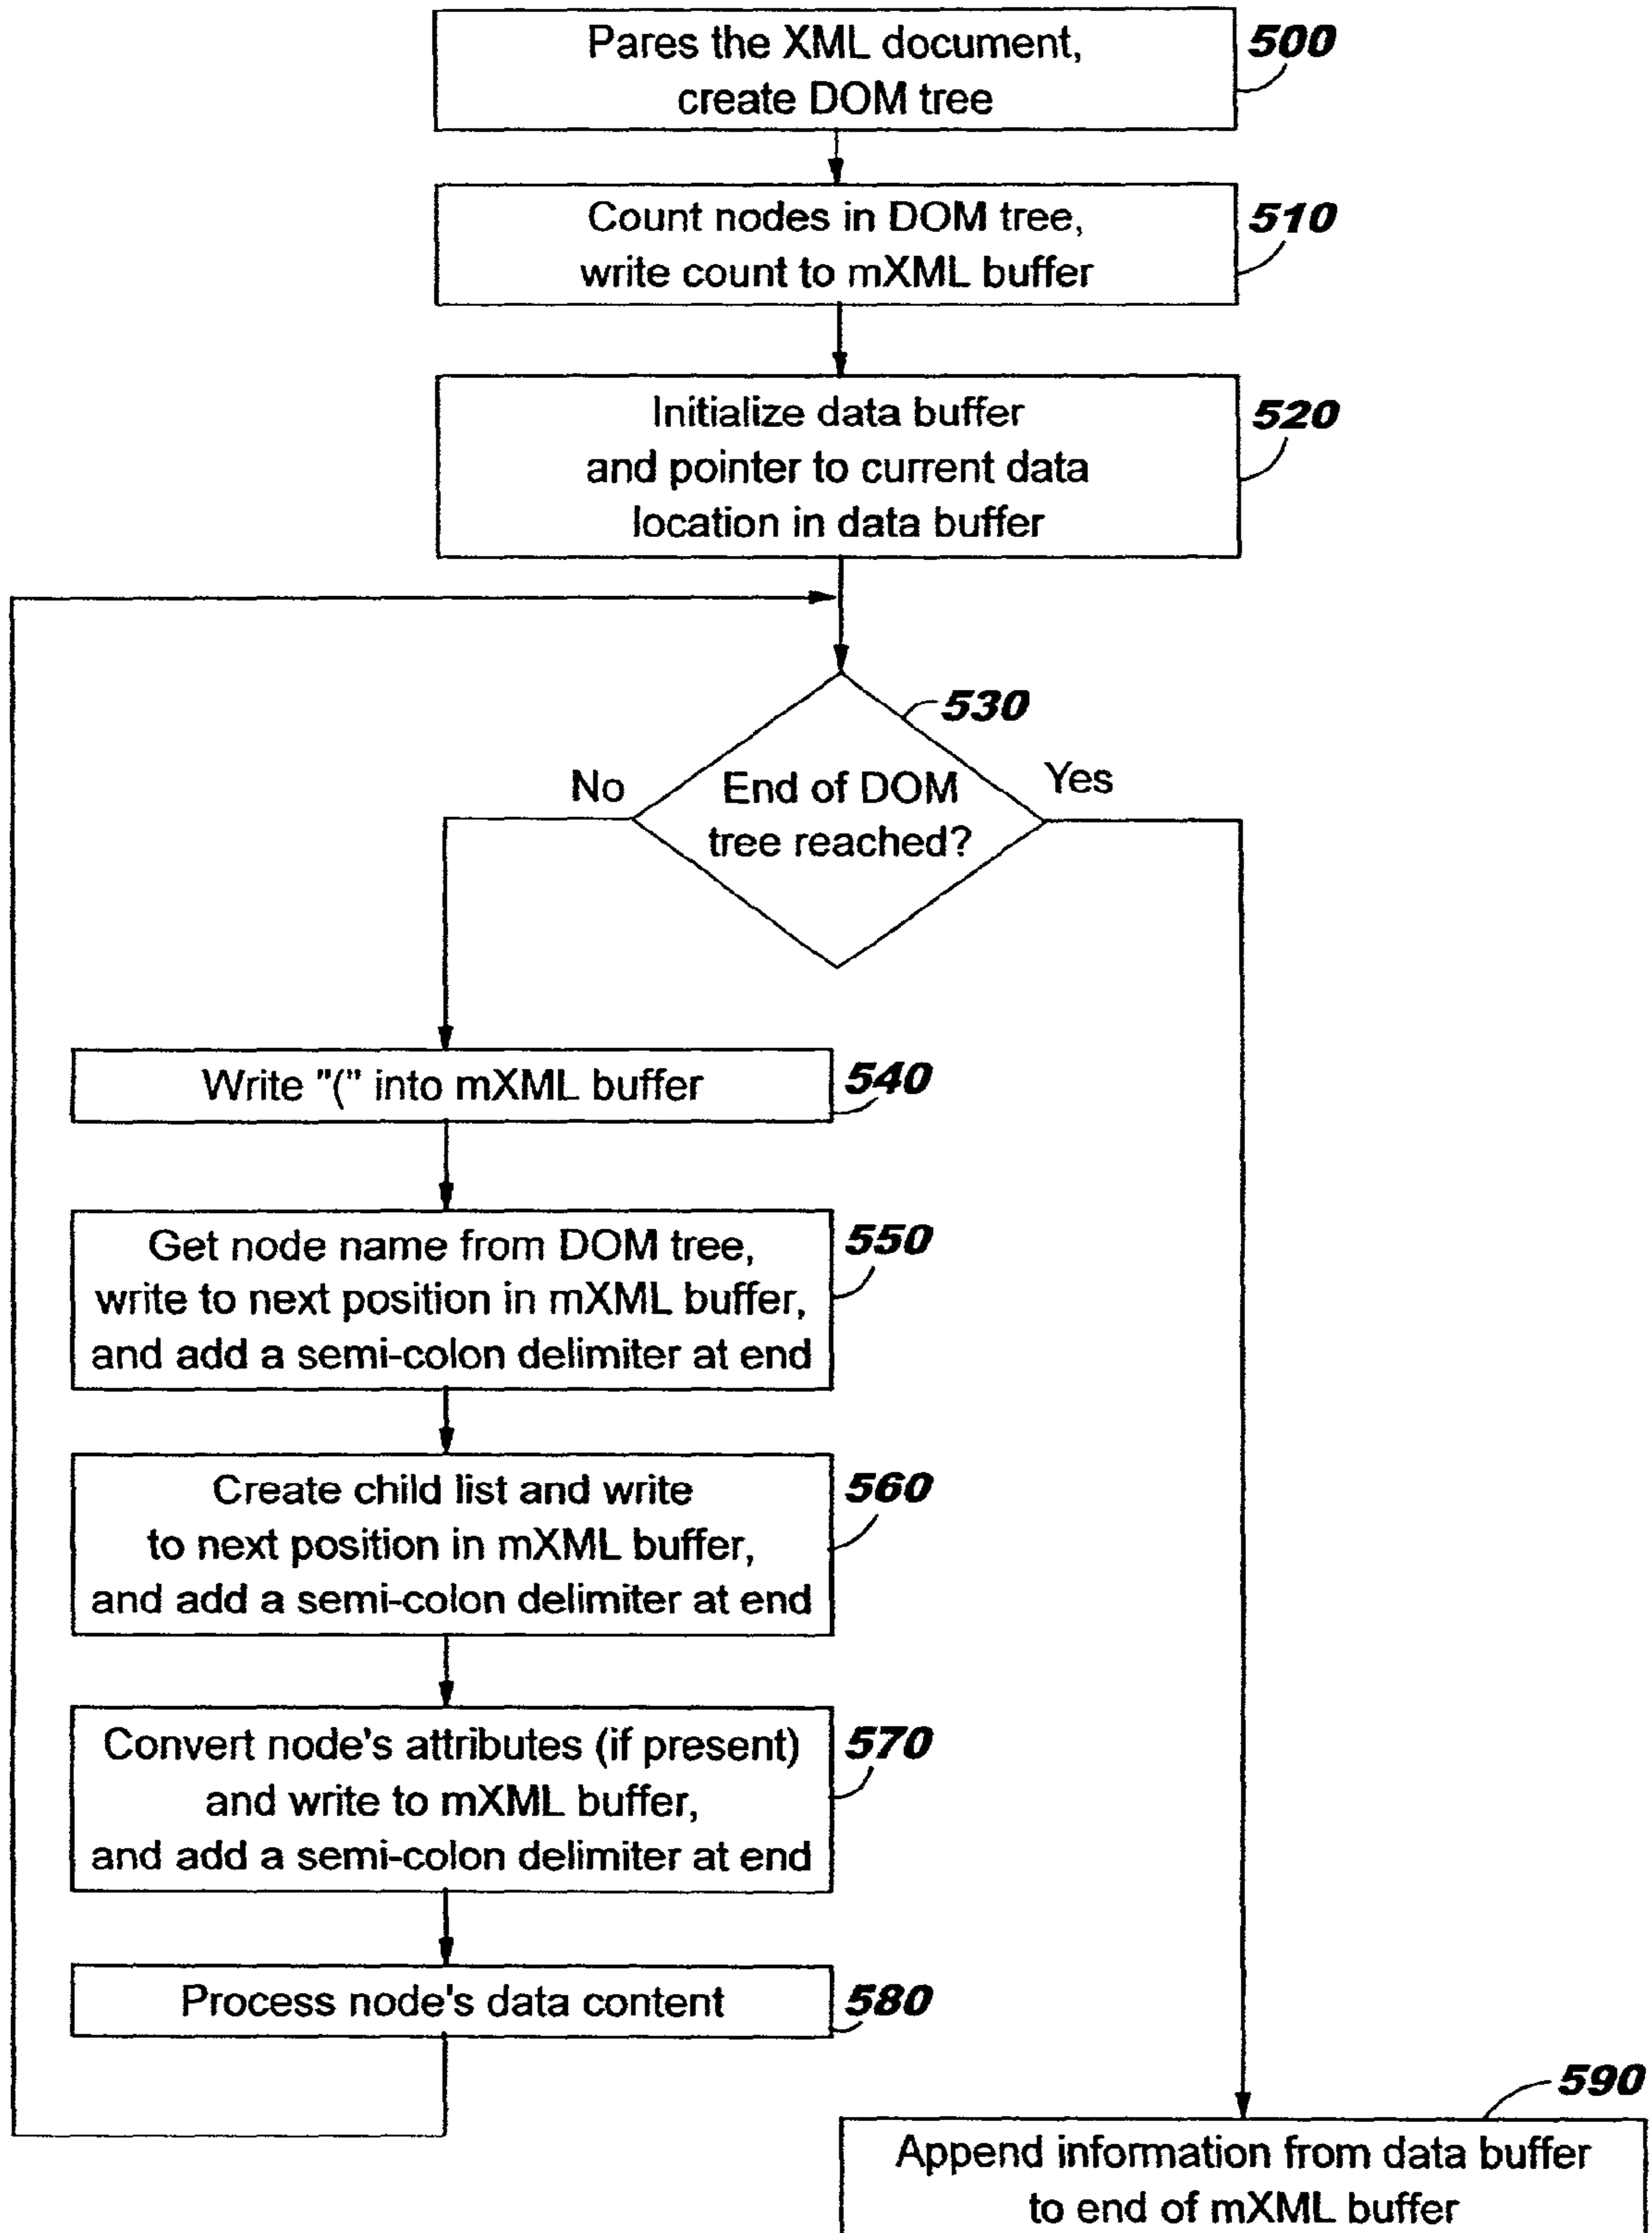 Pares the XML document,
create DOM tree
500
Count nodes in DOM tree,
write count to mXML buffer
510
Initialize data buffer
and pointer to current data
location in data buffer
520
530
End of DOM
tree reached?
No
Yes
Write "(" into mXML buffer
540
Get node name from DOM tree,
write to next position in mXML buffer,
and add a semi-colon delimiter at end
550
Create child list and write
to next position in mXML buffer,
and add a semi-colon delimiter at end
560
Convert node's attributes (if present)
and write to mXML buffer,
and add a semi-colon delimiter at end
570
Process node's data content
580
590
Append information from data buffer
to end of mXML buffer